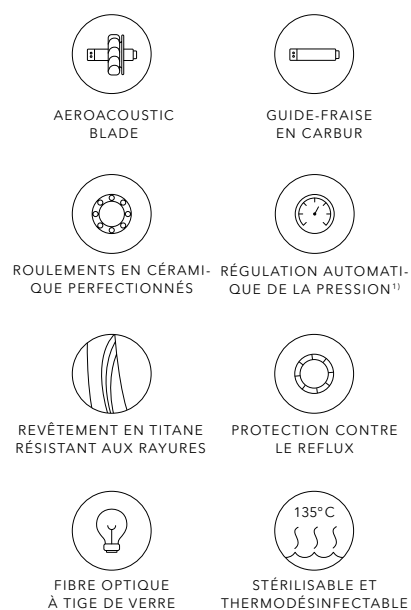 AEROACOUSTIC
BLADE
GUIDE-FRAISE
EN CARBUR
ROULEMENTS EN CÉRAMI-
QUE PERFECTIONNÉS
RÉGULATION AUTOMATI-
QUE DE LA PRESSION¹⁾
REVÊTEMENT EN TITANE
RÉSISTANT AUX RAYURES
PROTECTION CONTRE
LE REFLUX
FIBRE OPTIQUE
À TIGE DE VERRE
135°C
STÉRILISABLE ET
THERMODÉSINFECTABLE